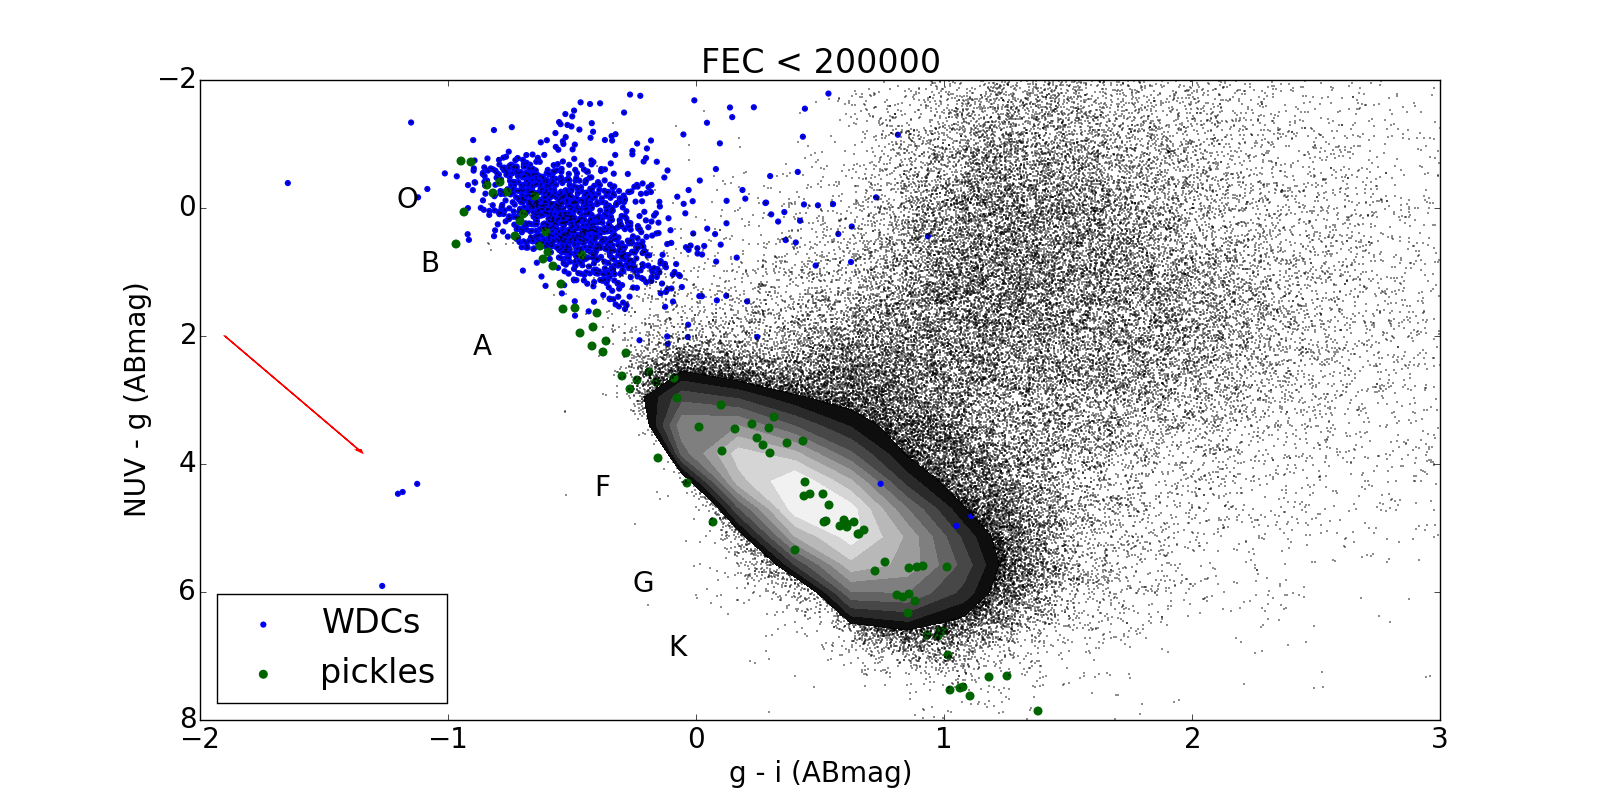 FEC < 200000
−2
0
2
4
6
8
NUV - g (ABmag)
O
B
A
F
G
K
WDCs
pickles
−2 −1 0 1 2 3
g - i (ABmag)